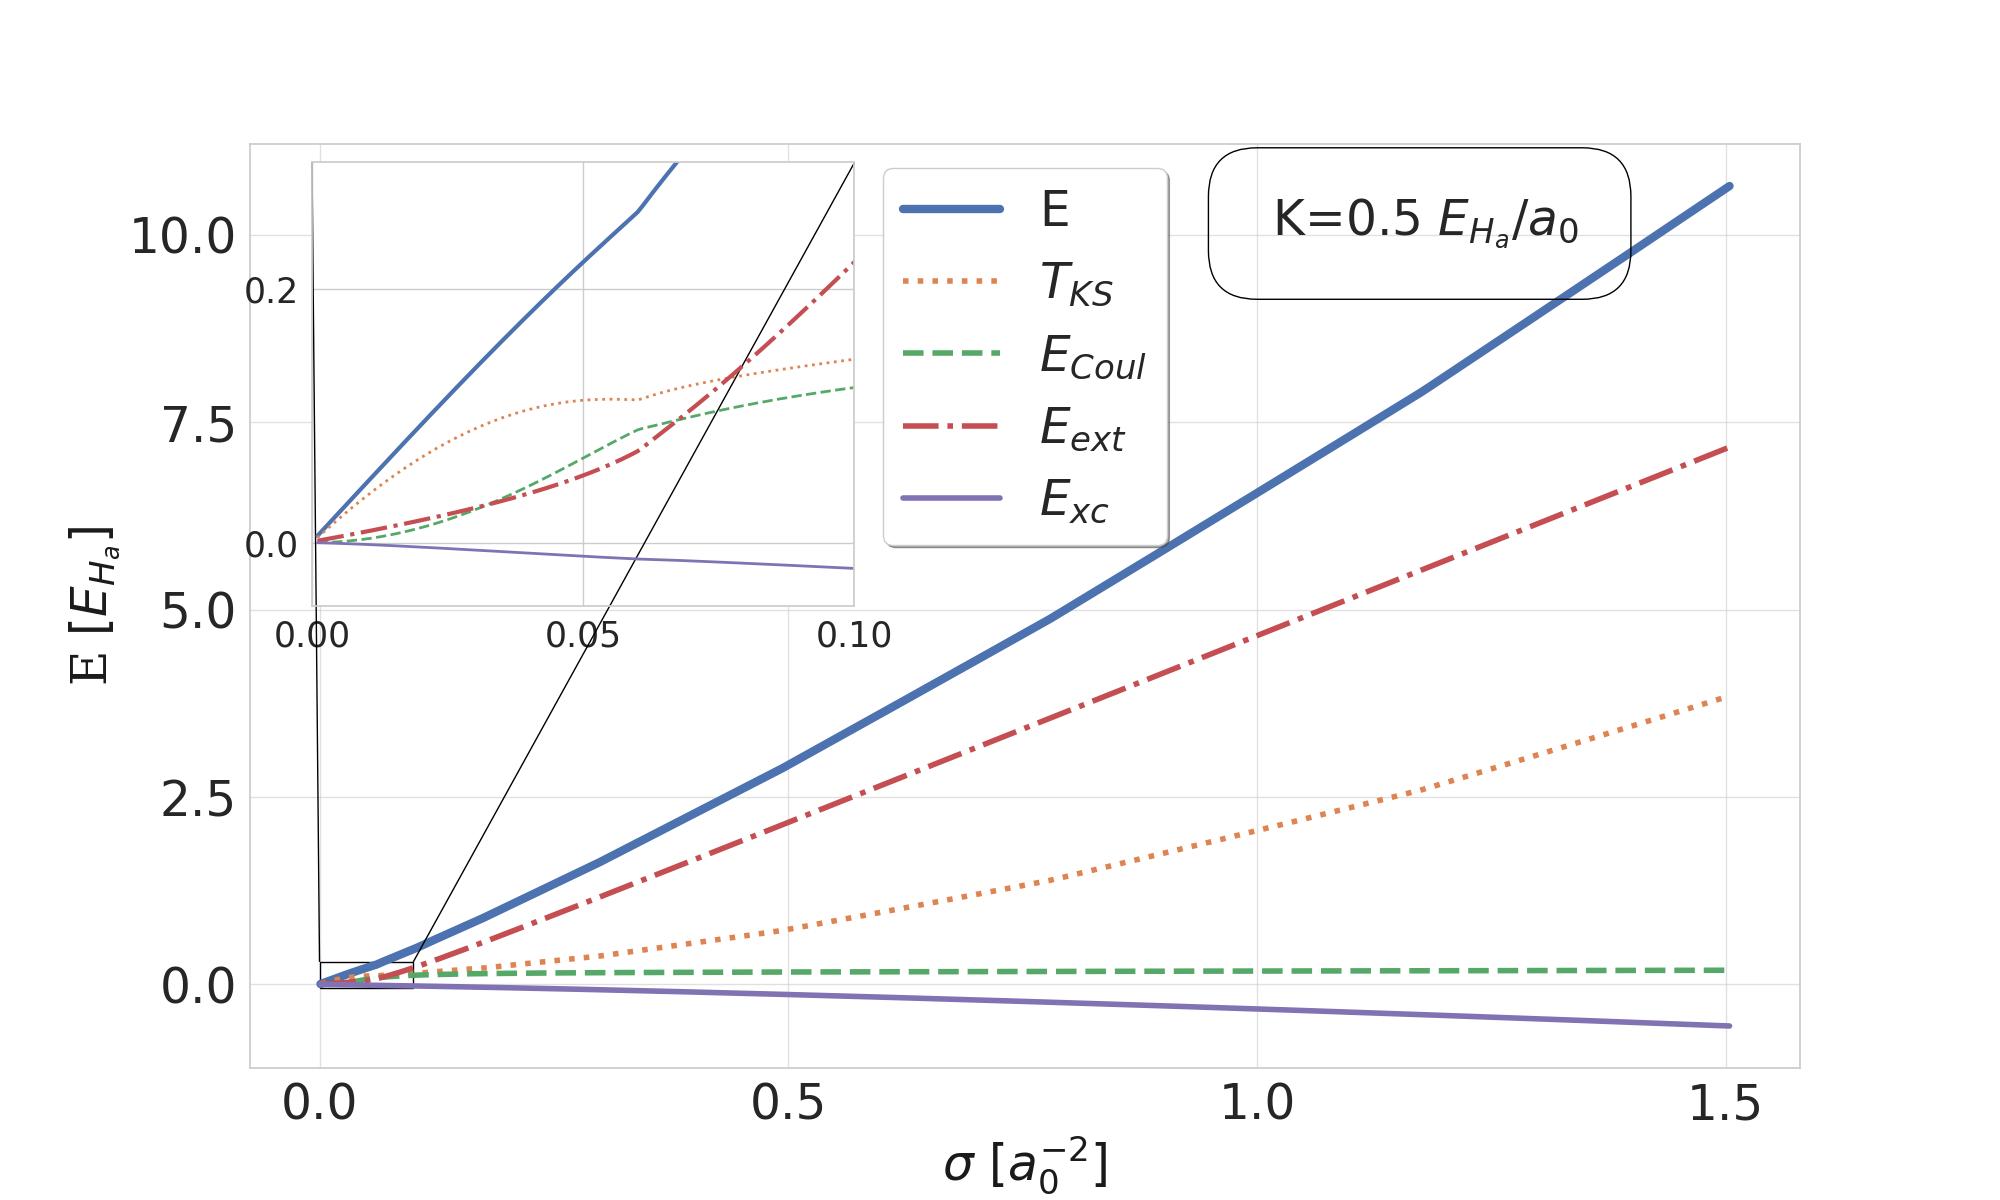 K=0.5 E_{H_a}/a_0
E
T_{KS}
E_{Coul}
E_{ext}
E_{xc}
0.2
0.0
0.00 0.05 0.10
10.0
7.5
5.0
2.5
0.0
E [E_{H_a}]
0.0 0.5 1.0 1.5
σ [a_0^{-2}]